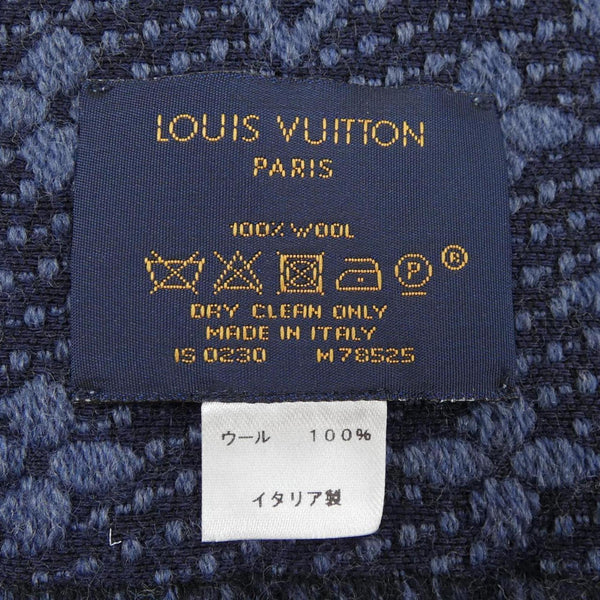 LOUIS VUITTON
PARIS
100% WOOL
P ®
DRY CLEAN ONLY
MADE IN ITALY
IS 0230 M78525
ウール 100%
イタリア製